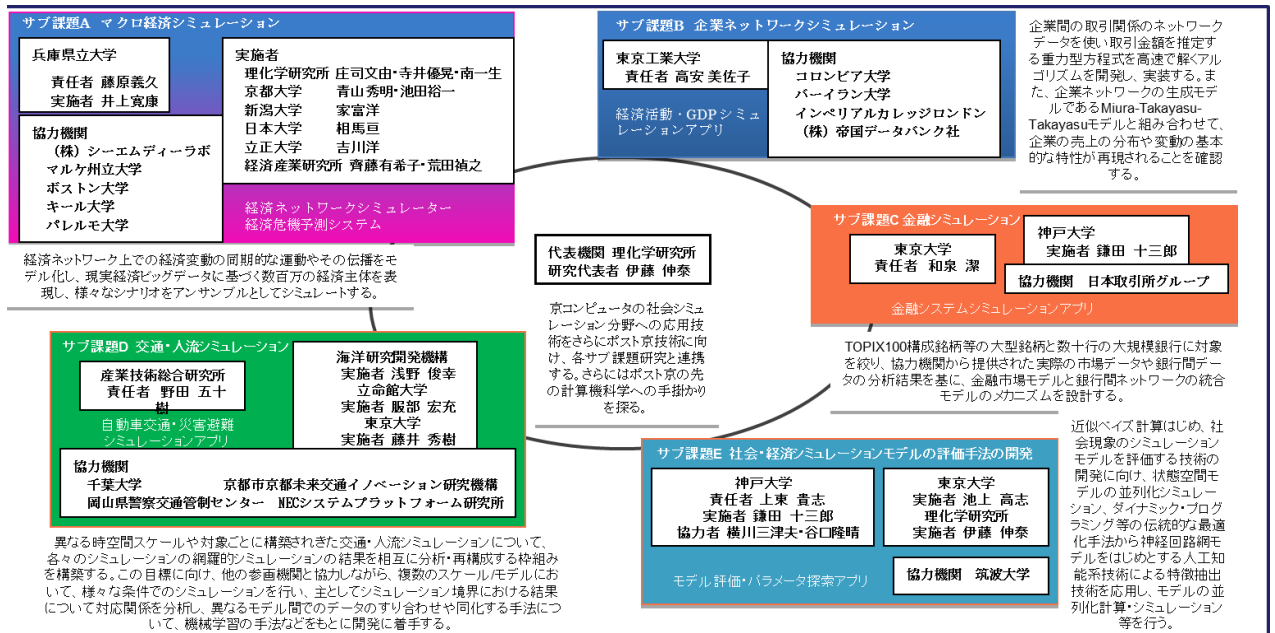 サブ課題A マクロ経済シミュレーション
兵庫県立大学
責任者 藤原義久
実施者 井上寛康
協力機関
(株) シーエムディーラボ
マルケ州立大学
ボストン大学
キール大学
パレルモ大学
実施者
理化学研究所 庄司文由・寺井優晃・南一生
京都大学 青山秀明・池田裕一
新潟大学 家富洋
日本大学 相馬亘
立正大学 吉川洋
経済産業研究所 齊藤有希子・荒田禎之
経済ネットワークシミュレーター
経済危機予測システム
経済ネットワーク上での経済変動の同期的な運動やその伝播をモ
デル化し、現実経済ビッグデータに基づく数百万の経済主体を表
現し、様々なシナリオをアンサンブルとしてシミュレートする。
サブ課題B 企業ネットワークシミュレーション
東京工業大学
責任者 高安 美佐子
経済活動・GDPシミュ
レーションアプリ
協力機関
コロンビア大学
バーイラン大学
インペリアルカレッジロンドン
(株) 帝国データバンク社
企業間の取引関係のネットワーク
データを使い取引金額を推定す
る重力型方程式を高速で解くアル
ゴリズムを開発し、実装する。ま
た、企業ネットワークの生成モデ
ルであるMiura-Takayasu-
Takayasuモデルと組み合わせて、
企業の売上の分布や変動の基本
的な特性が再現されることを確認
する。
代表機関 理化学研究所
研究代表者 伊藤 伸泰
京コンピュータの社会シミュ
レーション分野への応用技
術をさらにポスト京技術に向
け、各サブ課題研究と連携
する。さらにはポスト京の先
の計算機科学への手掛かり
を探る。
サブ課題C 金融シミュレーション
東京大学
責任者 和泉 潔
神戸大学
実施者 鎌田 十三郎
協力機関 日本取引所グループ
金融システムシミュレーションアプリ
TOPIX100構成銘柄等の大型銘柄と数十行の大規模銀行に対象
を絞り、協力機関から提供された実際の市場データや銀行間デー
タの分析結果を基に、金融市場モデルと銀行間ネットワークの統合
モデルのメカニズムを設計する。
サブ課題D 交通・人流シミュレーション
産業技術総合研究所
責任者 野田 五十
樹
自動車交通・災害避難
シミュレーションアプリ
海洋研究開発機構
実施者 浅野 俊幸
立命館大学
実施者 服部 宏充
東京大学
実施者 藤井 秀樹
協力機関
千葉大学 京都市京都未来交通イノベーション研究機構
岡山県警察交通管制センター NECシステムプラットフォーム研究所
異なる時空間スケールや対象ごとに構築されきた交通・人流シミュレーションについて、
各々のシミュレーションの網羅的シミュレーションの結果を相互に分析・再構成する枠組み
を構築する。この目標に向け、他の参画機関と協力しながら、複数のスケール/モデルにお
いて、様々な条件でのシミュレーションを行い、主としてシミュレーション境界における結果
について対応関係を分析し、異なるモデル間でのデータのすり合わせや同化する手法につ
いて、機械学習の手法などをもとに開発に着手する。
サブ課題E 社会・経済シミュレーションモデルの評価手法の開発
神戸大学
責任者 上東 貴志
実施者 鎌田 十三郎
協力者 横川三津夫・谷口隆晴
東京大学
実施者 池上 高志
理化学研究所
実施者 伊藤 伸泰
協力機関 筑波大学
モデル評価・パラメータ探索アプリ
近似ベイズ計算はじめ、社
会現象のシミュレーション
モデルを評価する技術の
開発に向け、状態空間モ
デルの並列化シミュレー
ション、ダイナミック・プログ
ラミング等の伝統的な最適
化手法から神経回路網モ
デルをはじめとする人工知
能系技術による特徴抽出
技術を応用し、モデルの並
列化計算・シミュレーション
等を行う。